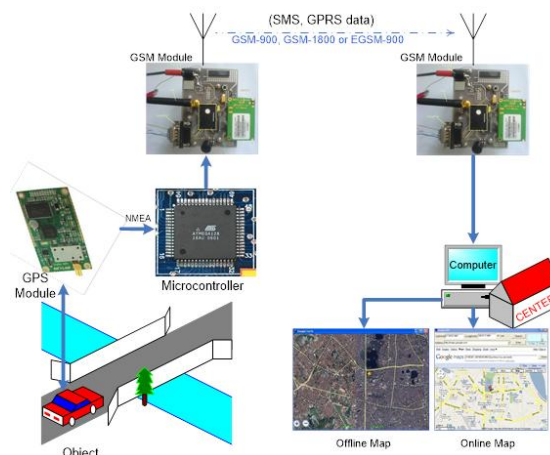 (SMS, GPRS data)
GSM-900, GSM-1800 or EGSM-900
GSM Module
GSM Module
NMEA
GPS
Module
Microcontroller
Computer
CENTER
Object
Offline Map
Online Map
Google